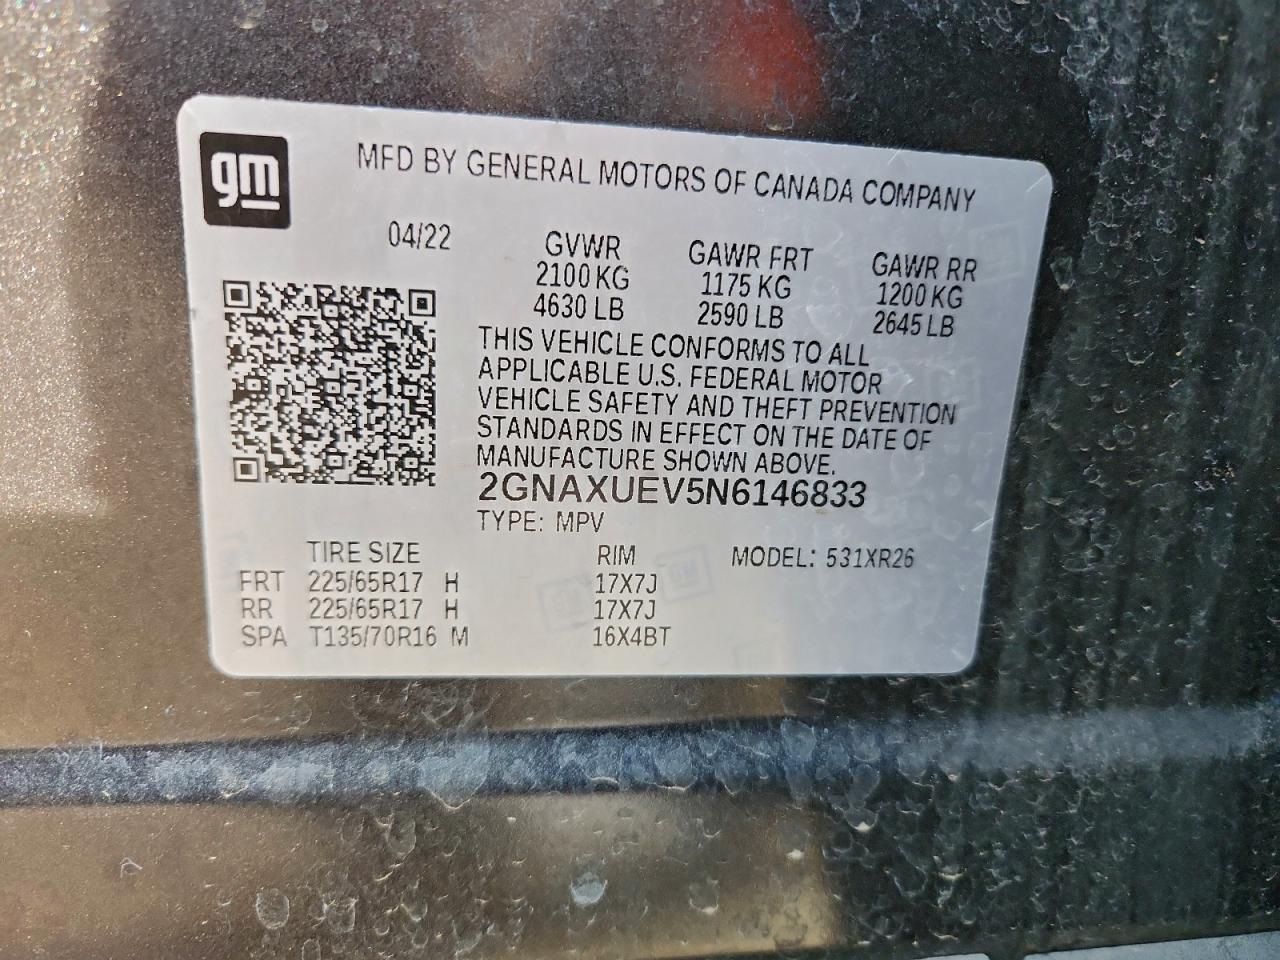 gm
MFD BY GENERAL MOTORS OF CANADA COMPANY
04/22 GVWR GAWR FRT GAWR RR
2100 KG 1175 KG 1200 KG
4630 LB 2590 LB 2645 LB
THIS VEHICLE CONFORMS TO ALL
APPLICABLE U.S. FEDERAL MOTOR
VEHICLE SAFETY AND THEFT PREVENTION
STANDARDS IN EFFECT ON THE DATE OF
MANUFACTURE SHOWN ABOVE.
2GNAXUEV5N6146833
TYPE: MPV
TIRE SIZE RIM MODEL: 531XR26
FRT 225/65R17 H 17X7J
RR 225/65R17 H 17X7J
SPA T135/70R16 M 16X4BT